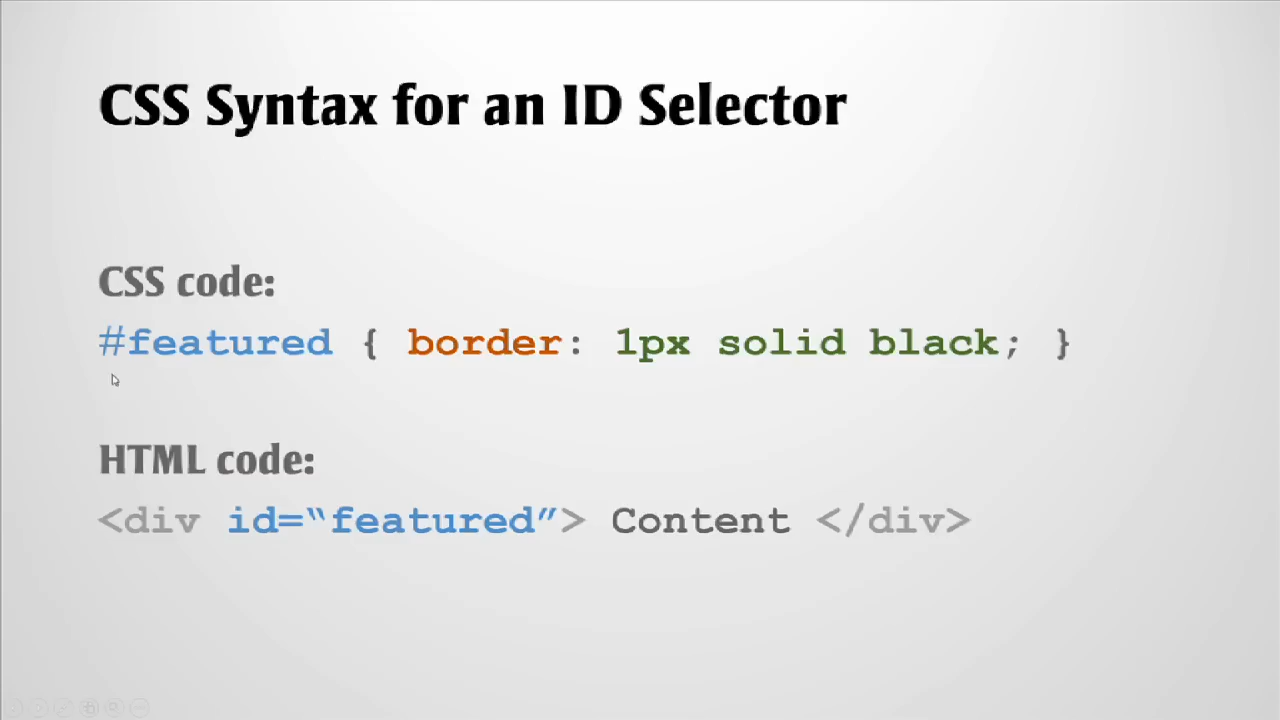 CSS Syntax for an ID Selector
CSS code:
#featured { border: 1px solid black; }
HTML code:
<div id=“featured”> Content </div>